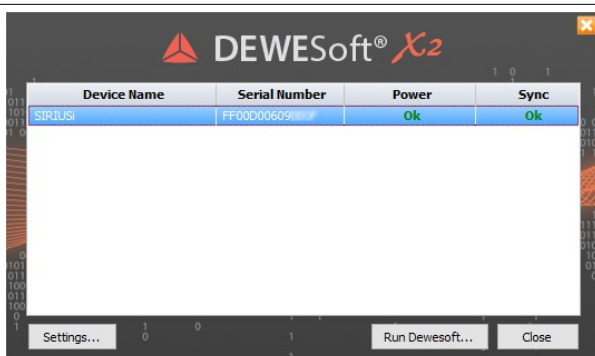 DEWESoft® X2
Device Name Serial Number Power Sync
SIRIUSi FF00D00609 Ok Ok
Settings... Run Dewesoft... Close